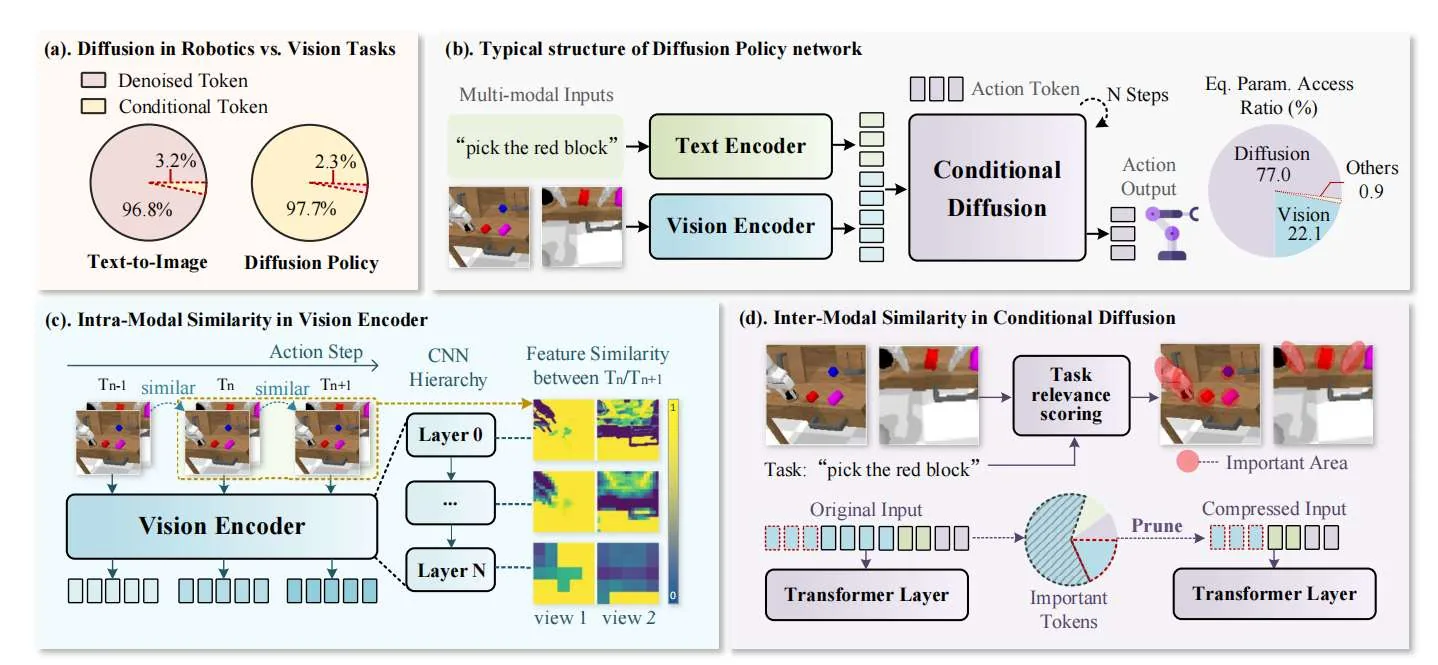 (a). Diffusion in Robotics vs. Vision Tasks
Denoised Token
Conditional Token
3.2%
96.8%
Text-to-Image
2.3%
97.7%
Diffusion Policy
(b). Typical structure of Diffusion Policy network
Multi-modal Inputs
“pick the red block”
Text Encoder
Vision Encoder
Action Token
N Steps
Conditional
Diffusion
Action
Output
Eq. Param. Access
Ratio (%)
Diffusion
77.0
Others
0.9
Vision
22.1
(c). Intra-Modal Similarity in Vision Encoder
Action Step
Tn-1
similar
Tn
similar
Tn+1
Vision Encoder
CNN
Hierarchy
Layer 0
...
Layer N
Feature Similarity
between Tn/Tn+1
1
0
view 1
view 2
(d). Inter-Modal Similarity in Conditional Diffusion
Task
relevance
scoring
Task: “pick the red block”
Important Area
Original Input
Transformer Layer
Important
Tokens
Prune
Compressed Input
Transformer Layer